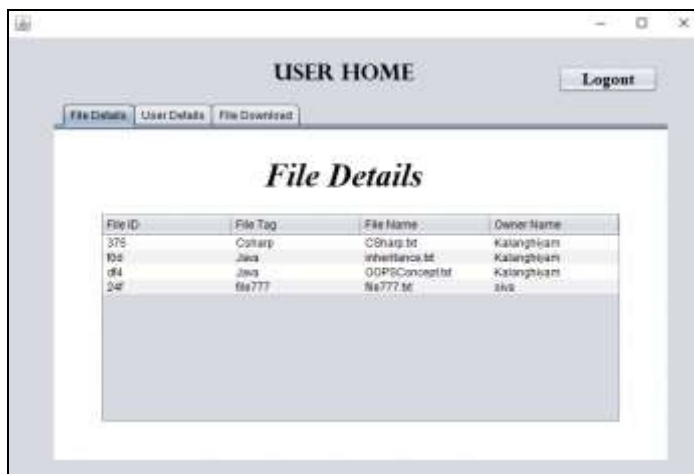 USER HOME
Logout
File Details User Details File Download
File Details
File ID File Tag File Name Owner Name
376 Csharp CSharp.txt Kalanghiyam
f0d Java inheritance.txt Kalanghiyam
df4 Java OOPSConcept.txt Kalanghiyam
24f file777 file777.txt siva